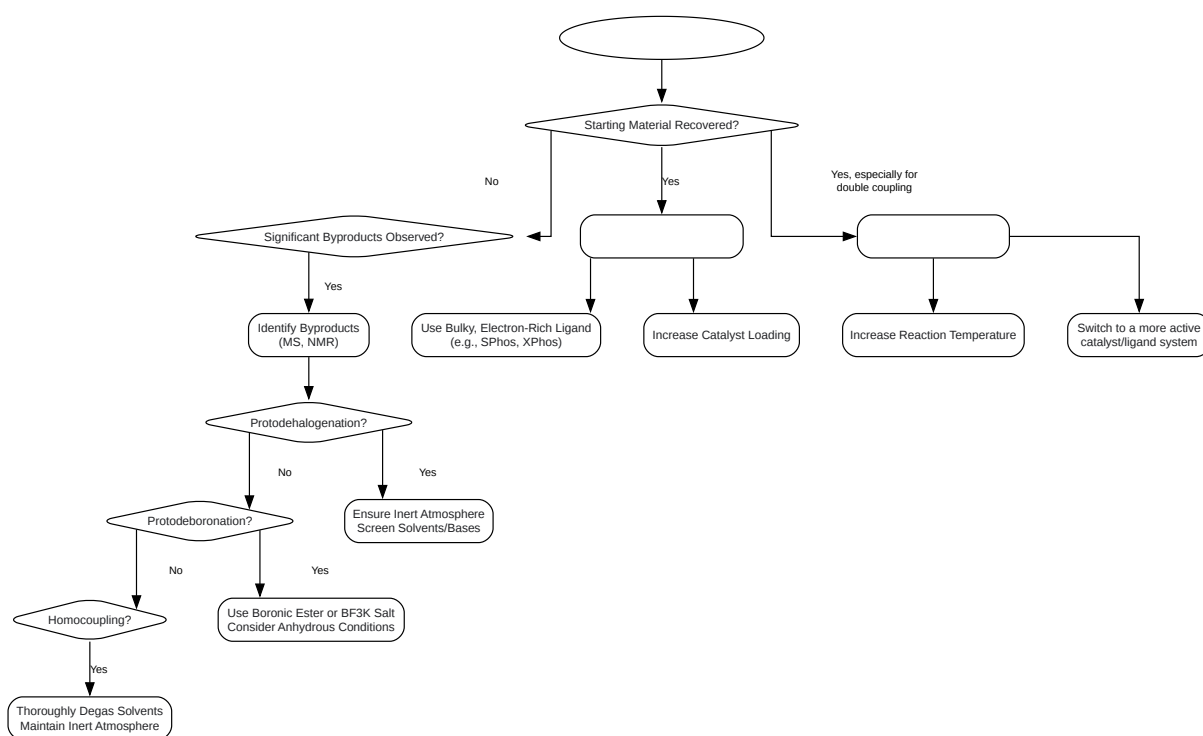 Starting Material Recovered?
No
Yes
Yes, especially for
double coupling
Significant Byproducts Observed?
Yes
Identify Byproducts
(MS, NMR)
Use Bulky, Electron-Rich Ligand
(e.g., SPhos, XPhos)
Increase Catalyst Loading
Increase Reaction Temperature
Switch to a more active
catalyst/ligand system
Protodehalogenation?
No
Yes
Ensure Inert Atmosphere
Screen Solvents/Bases
Protodeboronation?
No
Yes
Use Boronic Ester or BF3K Salt
Consider Anhydrous Conditions
Homocoupling?
Yes
Thoroughly Degas Solvents
Maintain Inert Atmosphere